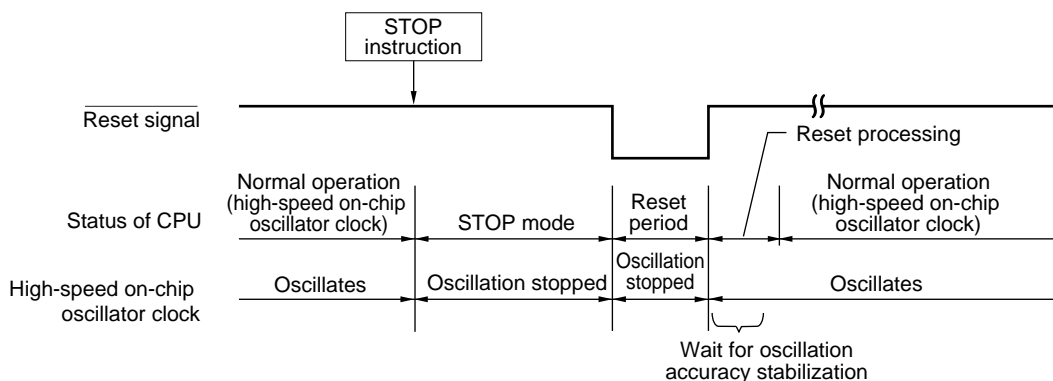 STOP
instruction
Reset signal
Reset processing
Status of CPU
Normal operation
(high-speed on-chip
oscillator clock)
STOP mode
Reset
period
Normal operation
(high-speed on-chip
oscillator clock)
High-speed on-chip
oscillator clock
Oscillates
Oscillation stopped
Oscillation
stopped
Oscillates
Wait for oscillation
accuracy stabilization